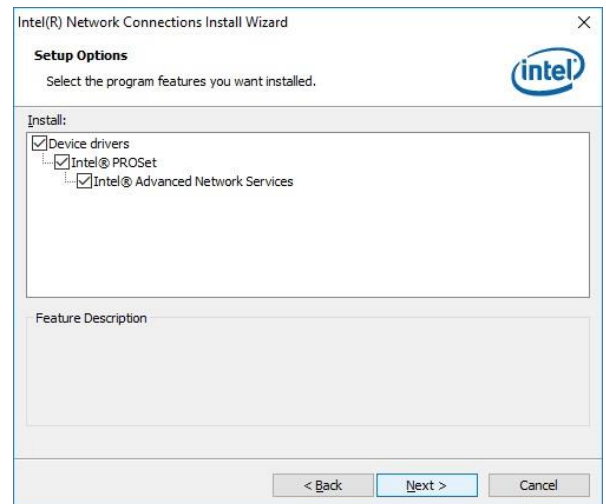 Intel(R) Network Connections Install Wizard
Setup Options
Select the program features you want installed.
intel
Install:
Device drivers
Intel® PROSet
Intel® Advanced Network Services
Feature Description
< Back
Next >
Cancel